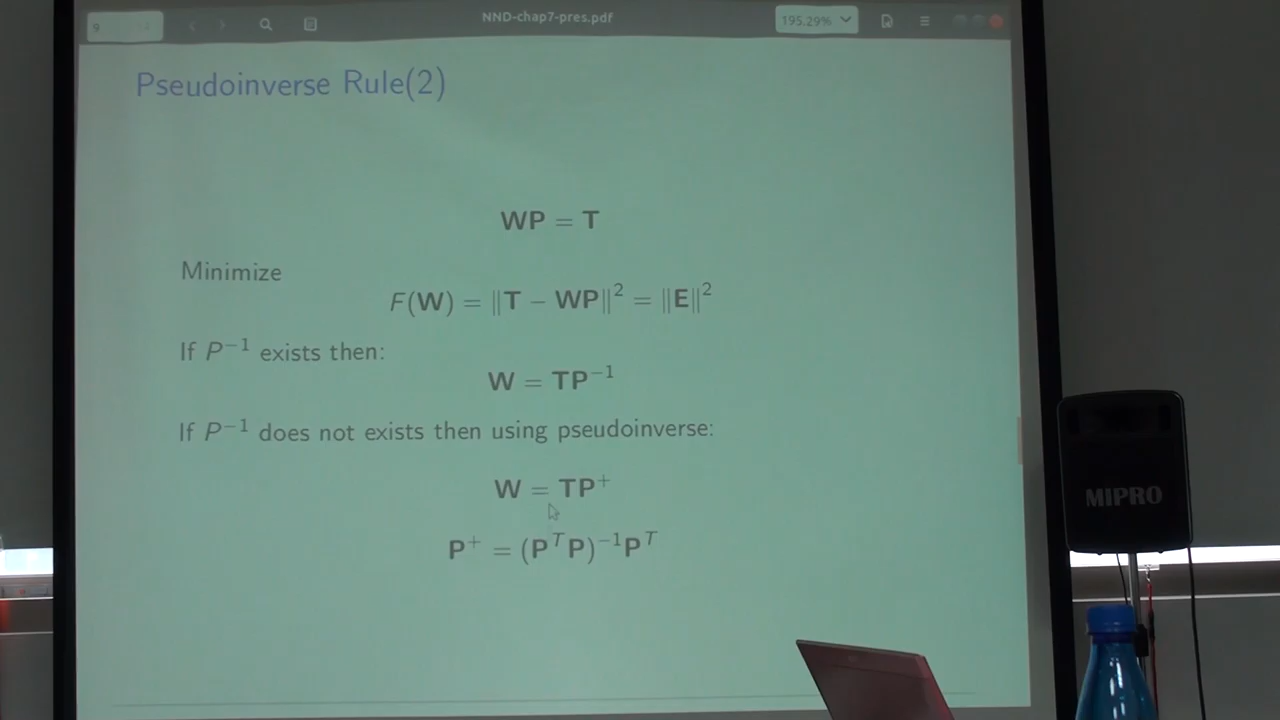 9
NND-chap7-pres.pdf
195.29%
Pseudoinverse Rule(2)
WP = T
Minimize
F(W) = ||T − WP||² = ||E||²
If P⁻¹ exists then:
W = TP⁻¹
If P⁻¹ does not exists then using pseudoinverse:
W = TP⁺
P⁺ = (PᵀP)⁻¹Pᵀ
MIPRO